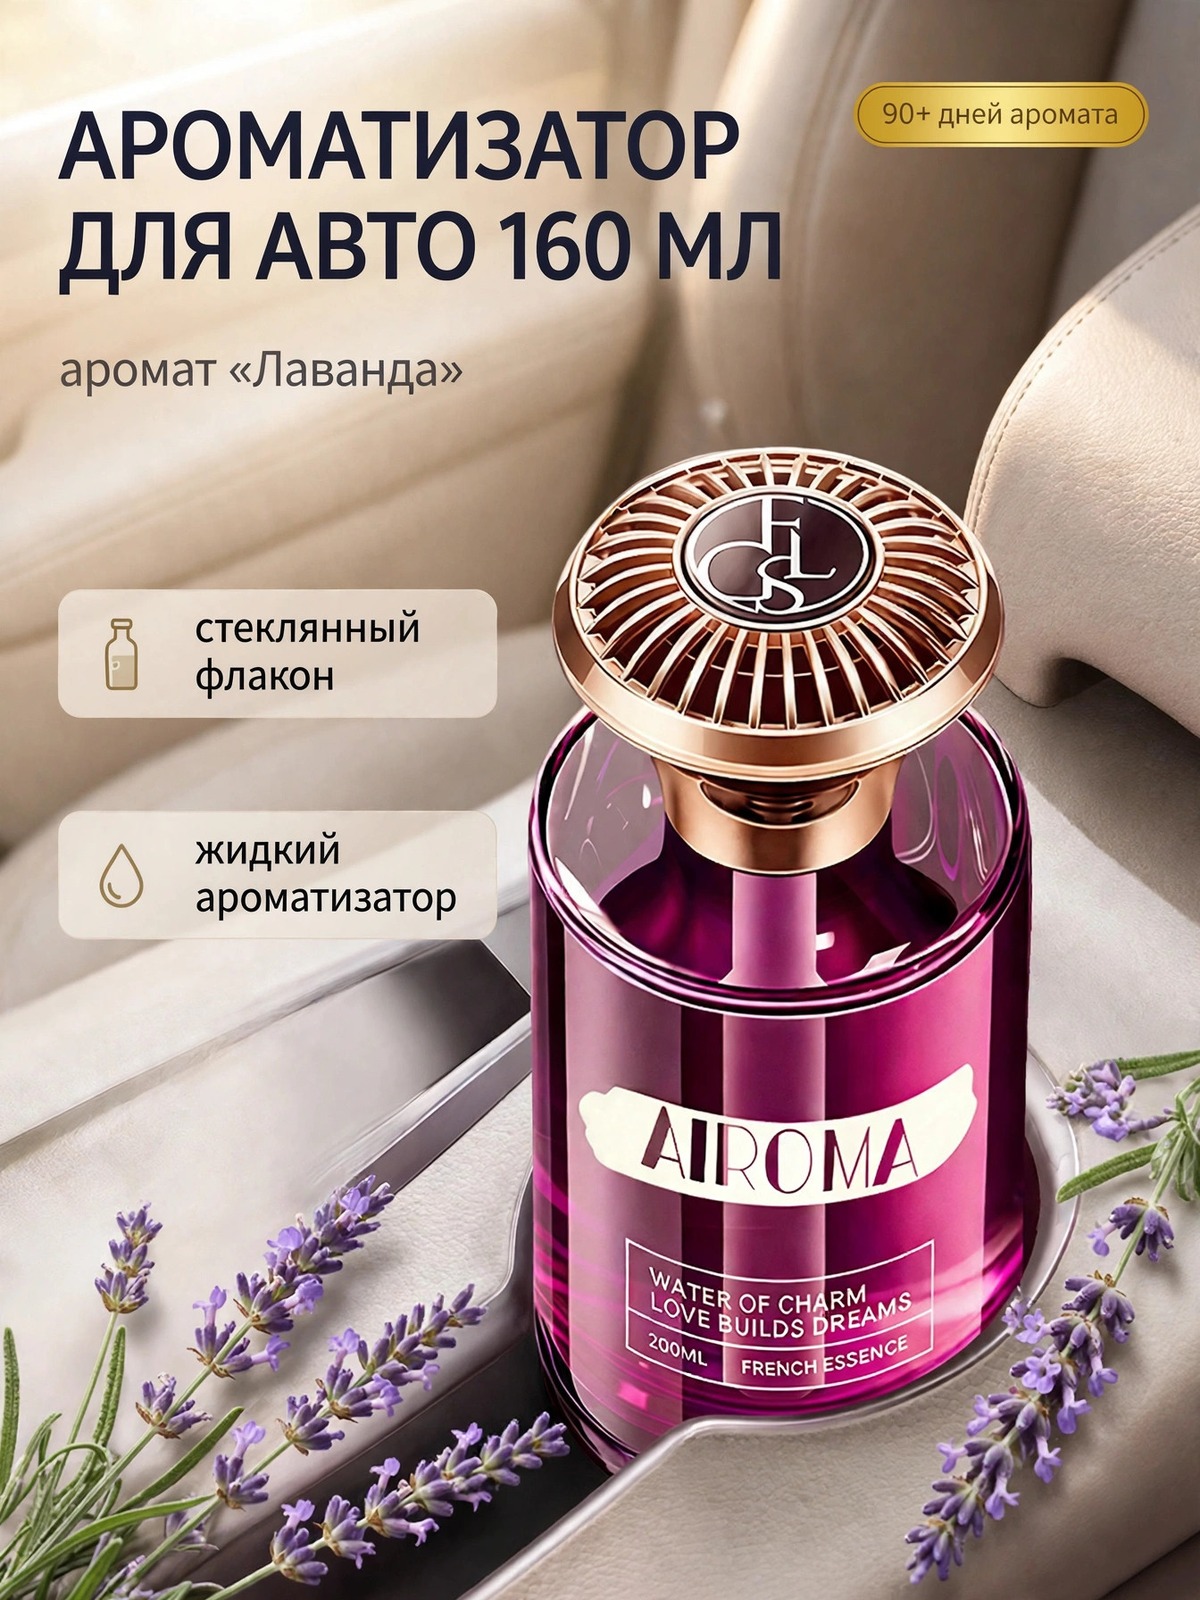 90+ дней аромата
АРОМАТИЗАТОР
ДЛЯ АВТО 160 МЛ
аромат «Лаванда»
стеклянный
флакон
жидкий
ароматизатор
AIROMA
WATER OF CHARM
LOVE BUILDS DREAMS
200ML
FRENCH ESSENCE